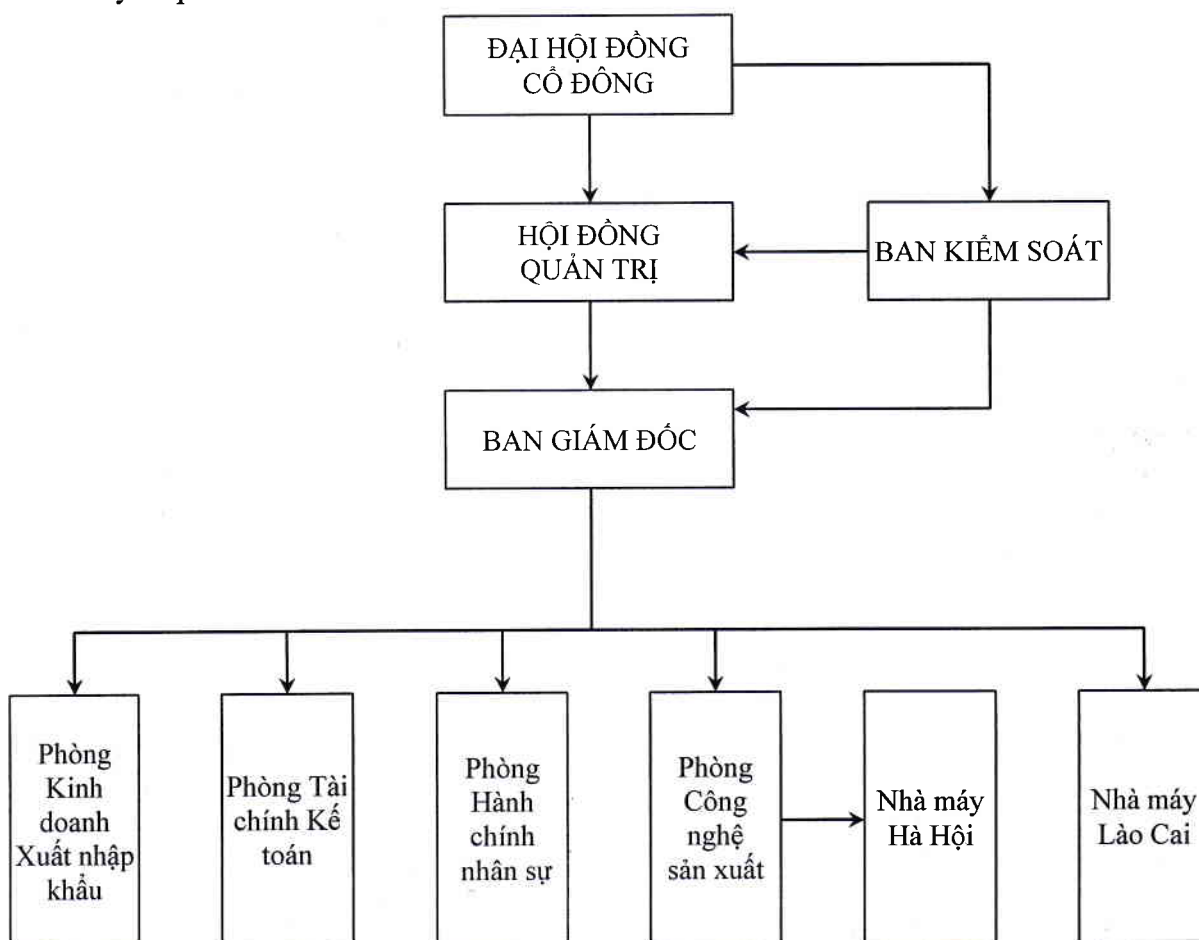 ĐẠI HỘI ĐỒNG
CỔ ĐÔNG
HỘI ĐỒNG
QUẢN TRỊ
BAN KIỂM SOÁT
BAN GIÁM ĐỐC
Phòng
Kinh
doanh
Xuất nhập
khẩu
Phòng Tài
chính Kế
toán
Phòng
Hành
chính
nhân sự
Phòng
Công
nghệ
sản xuất
Nhà máy
Hà Hội
Nhà máy
Lào Cai